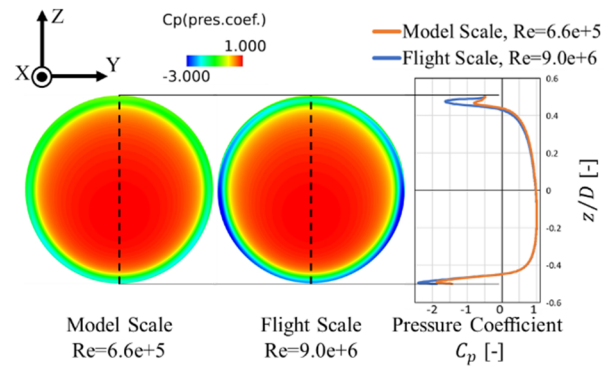 Z
X
Y
Cp(pres.coef.)
1.000
-3.000
Model Scale, Re=6.6e+5
Flight Scale, Re=9.0e+6
0.6
0.4
0.2
0
-0.2
-0.4
-0.6
z/D [-]
-2 -1 0 1
Model Scale
Re=6.6e+5
Flight Scale
Re=9.0e+6
Pressure Coefficient
Cₚ [-]